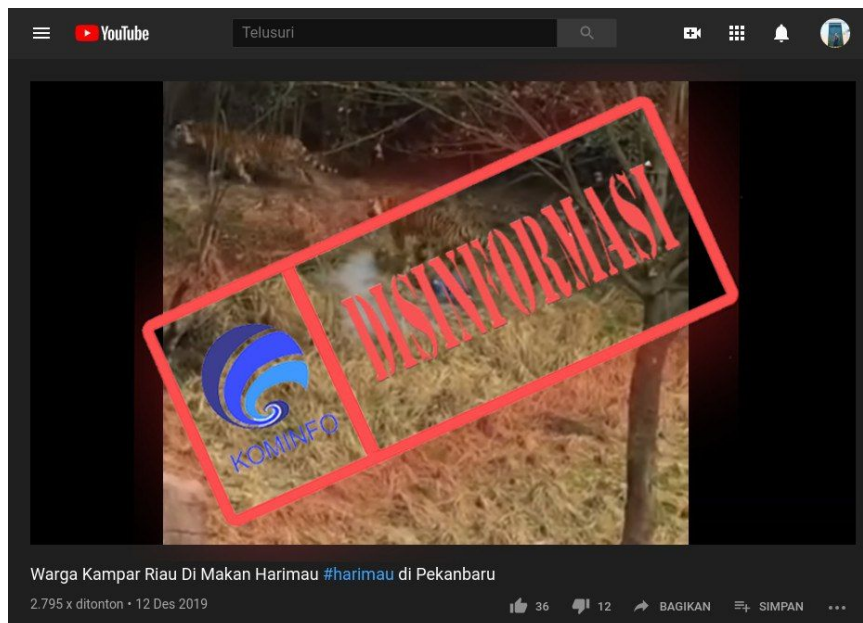 YouTube
Telusuri
DISINFORMASI
KOMINFO
Warga Kampar Riau Di Makan Harimau #harimau di Pekanbaru
2.795 x ditonton • 12 Des 2019
36 12 BAGIKAN SIMPAN